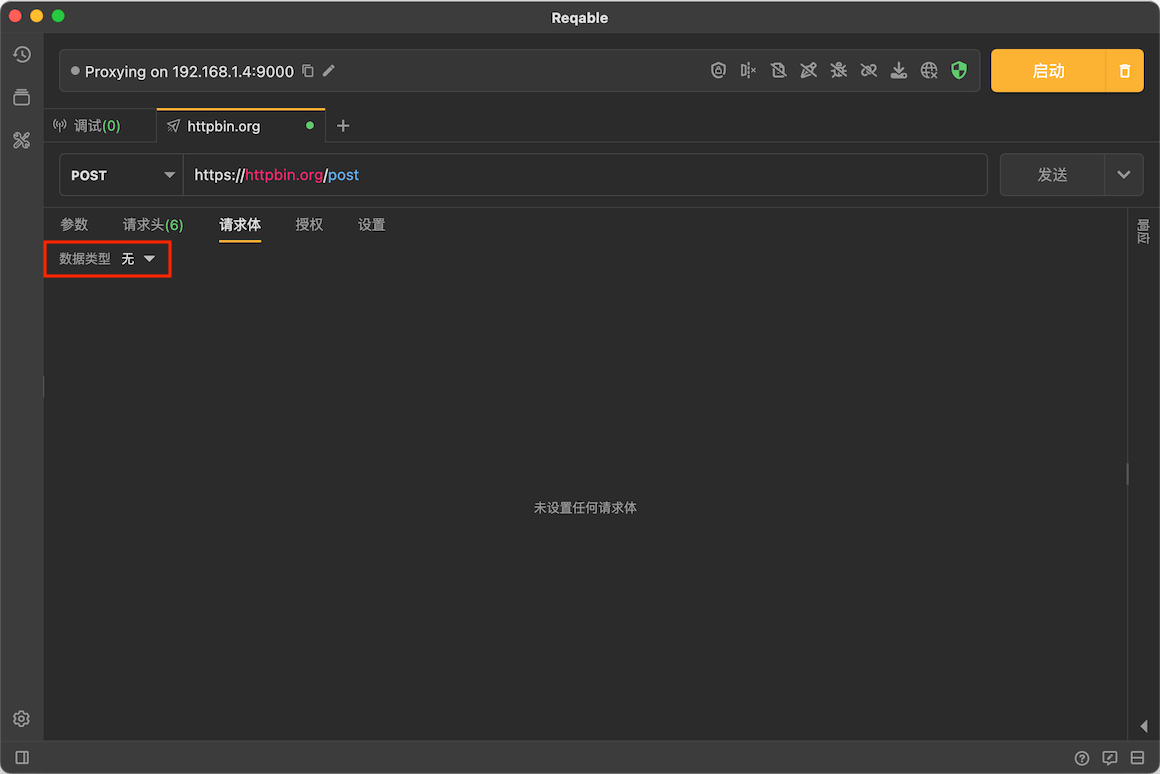 Reqable
Proxying on 192.168.1.4:9000
启动
调试(0)
httpbin.org
POST
https://httpbin.org/post
发送
参数
请求头(6)
请求体
授权
设置
响应
数据类型 无
未设置任何请求体